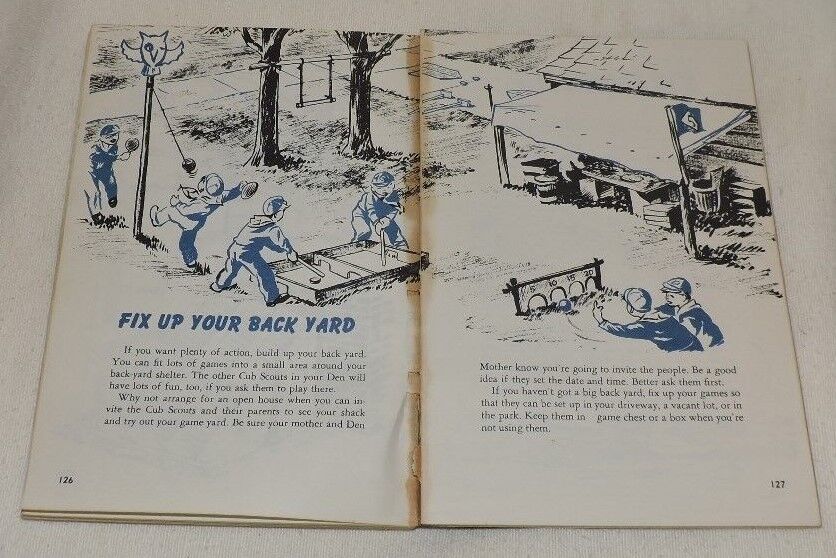 FIX UP YOUR BACK YARD
If you want plenty of action, build up your back yard.
You can fit lots of games into a small area around your
back-yard shelter. The other Cub Scouts in your Den will
have lots of fun, too, if you ask them to play there.
Why not arrange for an open house when you can in-
vite the Cub Scouts and their parents to see your shack
and try out your game yard. Be sure your mother and Den
126
5 10 15 20
Mother know you're going to invite the people. Be a good
idea if they set the date and time. Better ask them first.
If you haven't got a big back yard, fix up your games so
that they can be set up in your driveway, a vacant lot, or in
the park. Keep them in game chest or a box when you're
not using them.
127